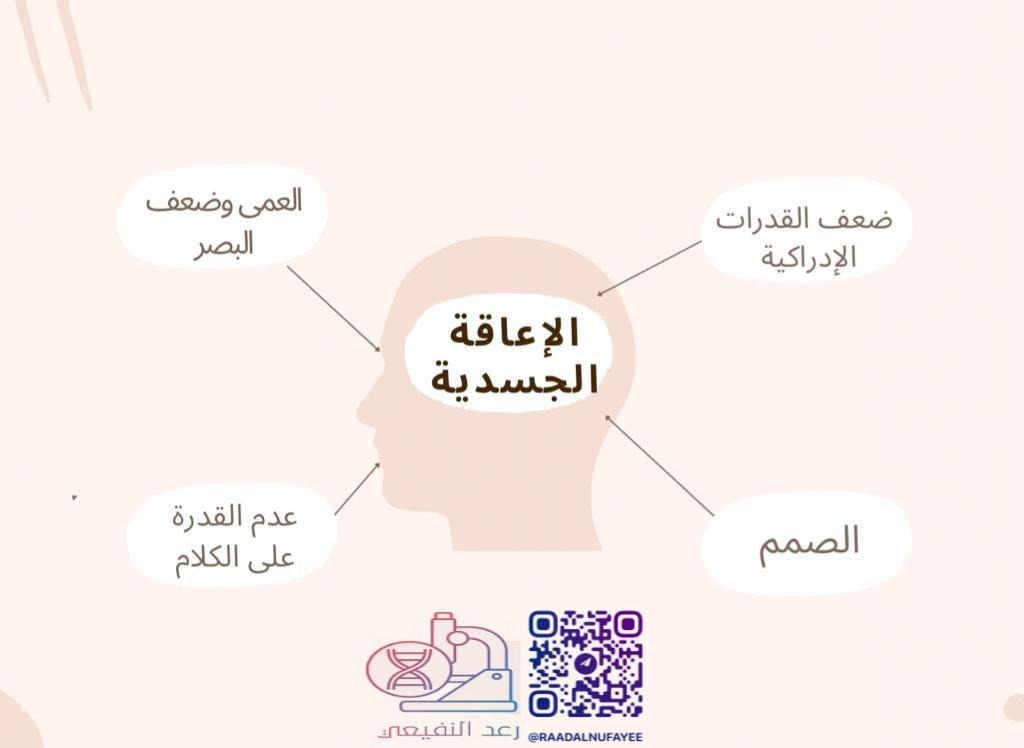 ضعف القدرات
الإدراكية
العمى وضعف
البصر
الإعاقة
الجسدية
الصمم
عدم القدرة
على الكلام
رعد النفيعي
@RAADALNUFAYEE